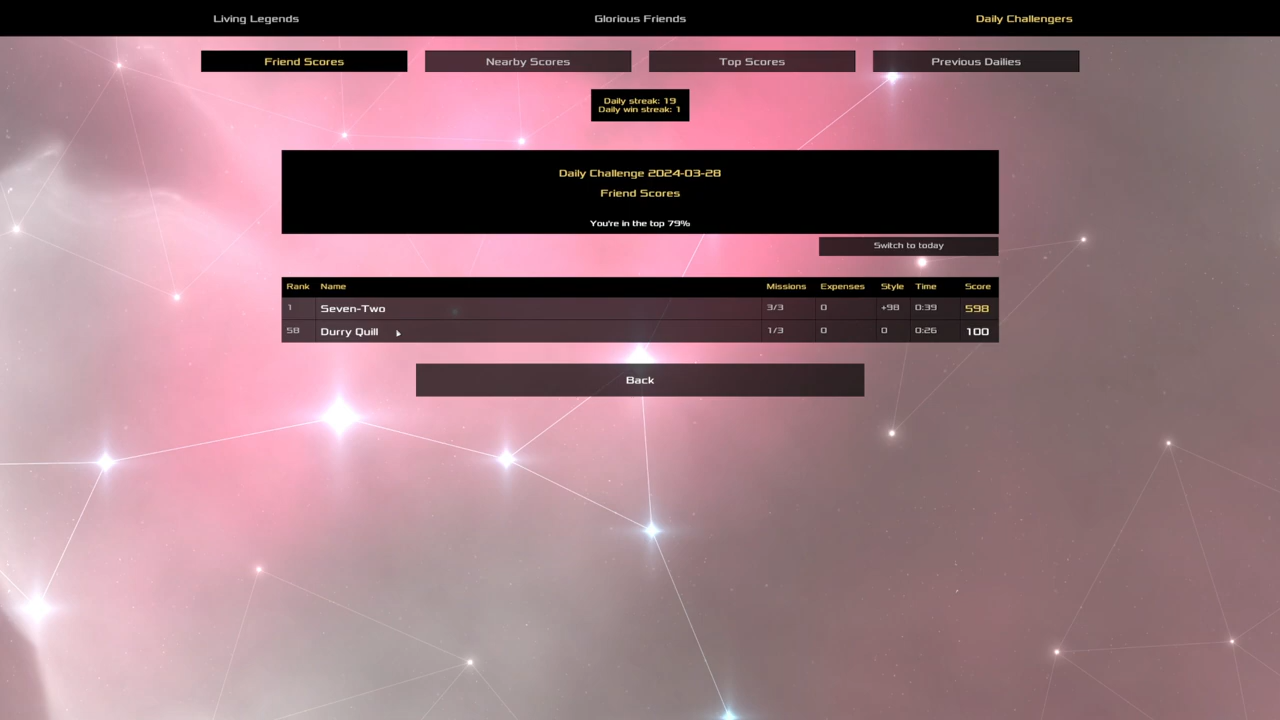 Living Legends Glorious Friends Daily Challengers
Friend Scores Nearby Scores Top Scores Previous Dailies
Daily streak: 19
Daily win streak: 1
Daily Challenge 2024-03-28
Friend Scores
You're in the top 79%
Switch to today
Rank Name Missions Expenses Style Time Score
1 Seven-Two 3/3 0 +98 0:39 598
58 Durry Quill 1/3 0 0 0:26 100
Back